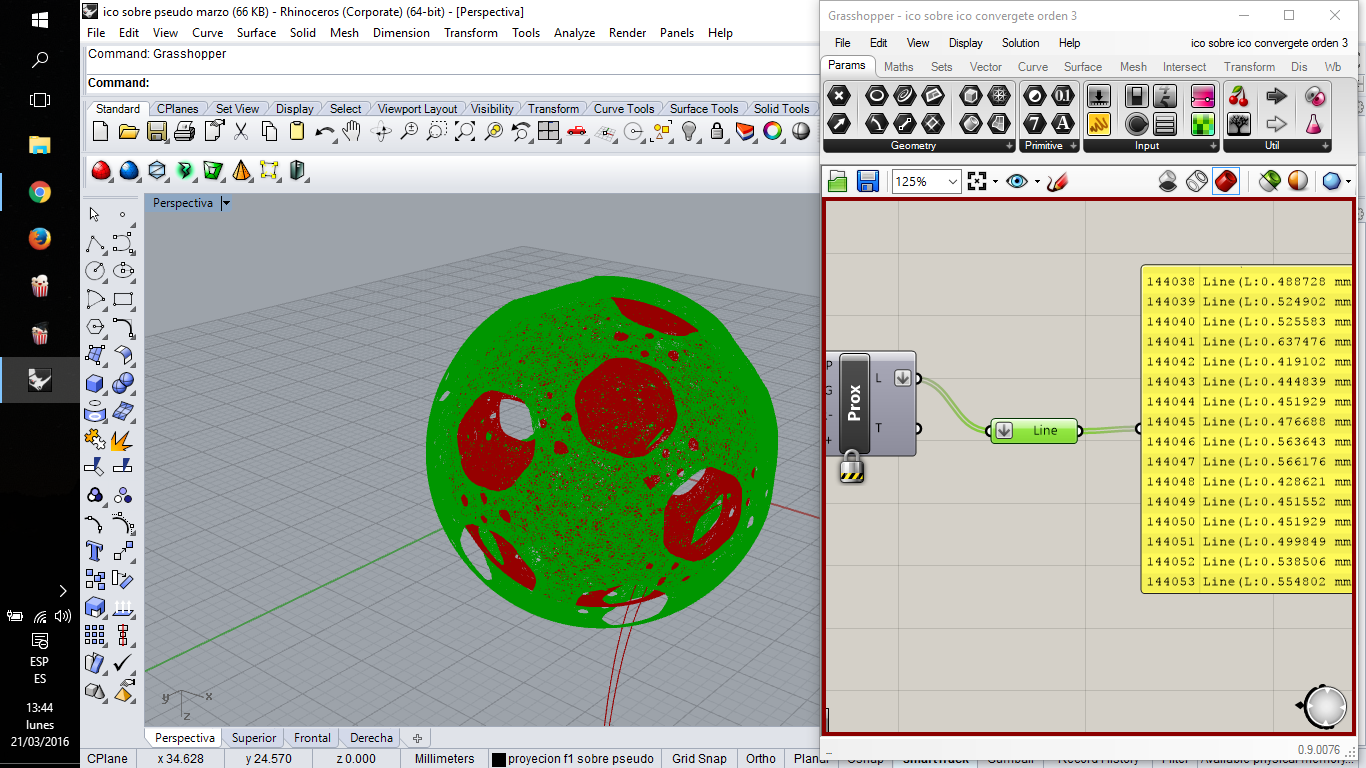 ico sobre pseudo marzo (66 KB) - Rhinoceros (Corporate) (64-bit) - [Perspectiva]
File Edit View Curve Surface Solid Mesh Dimension Transform Tools Analyze Render Panels Help
Command: Grasshopper
Command:
Standard CPlanes Set View Display Select Viewport Layout Visibility Transform Curve Tools Surface Tools Solid Tools
Perspectiva
y x
z
Perspectiva Superior Frontal Derecha
CPlane x 34.628 y 24.570 z 0.000 Millimeters proyecion f1 sobre pseudo Grid Snap Ortho Planar
Grasshopper - ico sobre ico convergete orden 3
File Edit View Display Solution Help ico sobre ico convergete orden 3
Params Maths Sets Vector Curve Surface Mesh Intersect Transform Dis Wb
Geometry Primitive Input Util
125%
P
G
L
T
Prox
Line
144038 Line(L:0.488728 mm
144039 Line(L:0.524902 mm
144040 Line(L:0.525583 mm
144041 Line(L:0.637476 mm
144042 Line(L:0.419102 mm
144043 Line(L:0.444839 mm
144044 Line(L:0.451929 mm
144045 Line(L:0.476688 mm
144046 Line(L:0.563643 mm
144047 Line(L:0.566176 mm
144048 Line(L:0.428621 mm
144049 Line(L:0.451552 mm
144050 Line(L:0.451929 mm
144051 Line(L:0.499849 mm
144052 Line(L:0.538506 mm
144053 Line(L:0.554802 mm
0.9.0076
ESP
ES
13:44
lunes
21/03/2016